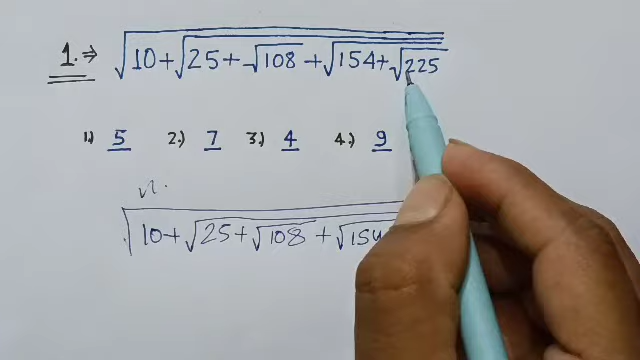 1. ⇒ √10+√25+√108+√154+√225
1) 5 2.) 7 3.) 4 4.) 9
√10+√25+√108+√154